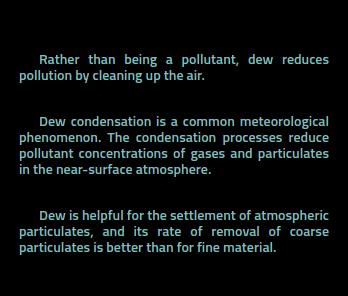 Rather than being a pollutant, dew reduces
pollution by cleaning up the air.
Dew condensation is a common meteorological
phenomenon. The condensation processes reduce
pollutant concentrations of gases and particulates
in the near-surface atmosphere.
Dew is helpful for the settlement of atmospheric
particulates, and its rate of removal of coarse
particulates is better than for fine material.